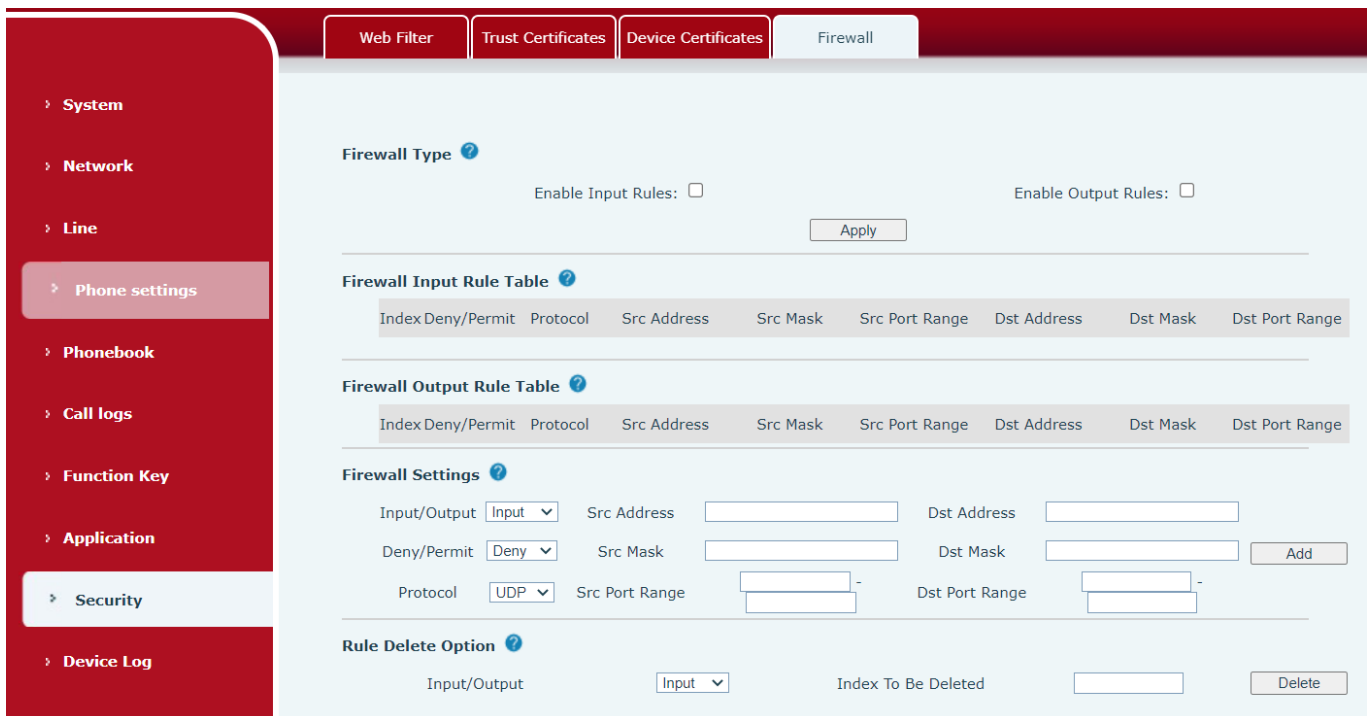 Web Filter Trust Certificates Device Certificates Firewall
System
Network
Line
Phone settings
Phonebook
Call logs
Function Key
Application
Security
Device Log
Firewall Type ?
Enable Input Rules: Enable Output Rules:
Apply
Firewall Input Rule Table ?
Index Deny/Permit Protocol Src Address Src Mask Src Port Range Dst Address Dst Mask Dst Port Range
Firewall Output Rule Table ?
Index Deny/Permit Protocol Src Address Src Mask Src Port Range Dst Address Dst Mask Dst Port Range
Firewall Settings ?
Input/Output Input Src Address Dst Address
Deny/Permit Deny Src Mask Dst Mask Add
Protocol UDP Src Port Range - Dst Port Range -
Rule Delete Option ?
Input/Output Input Index To Be Deleted Delete